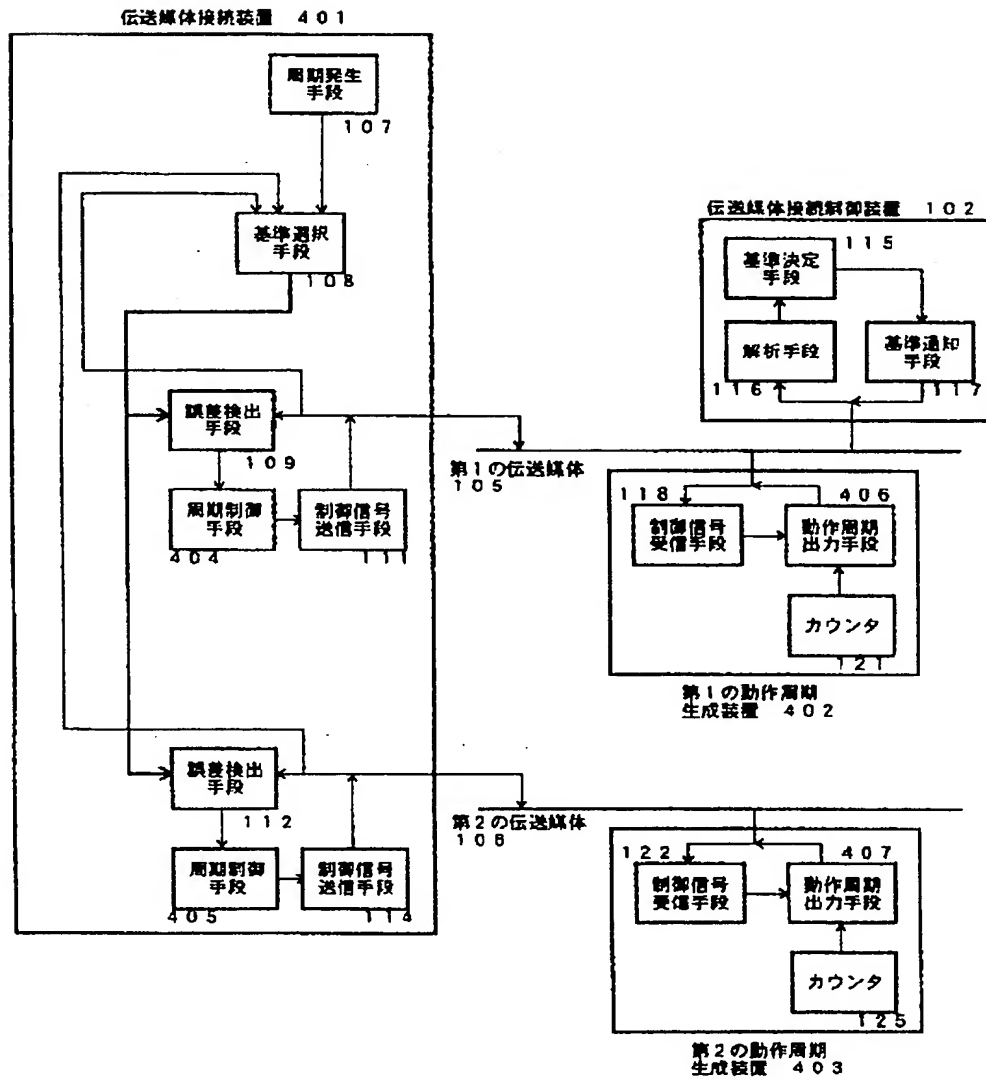 伝送媒体接続装置 401
周期発生
手段
107
基準選択
手段
108
誤差検出
手段
109
周期制御
手段
404
制御信号
送信手段
111
誤差検出
手段
112
周期制御
手段
405
制御信号
送信手段
114
伝送媒体接続制御装置 102
115
基準決定
手段
解析手段
116
基準通知
手段
117
第1の伝送媒体
105
118
制御信号
受信手段
406
動作周期
出力手段
カウンタ
121
第1の動作周期
生成装置 402
第2の伝送媒体
106
122
制御信号
受信手段
407
動作周期
出力手段
カウンタ
125
第2の動作周期
生成装置 403